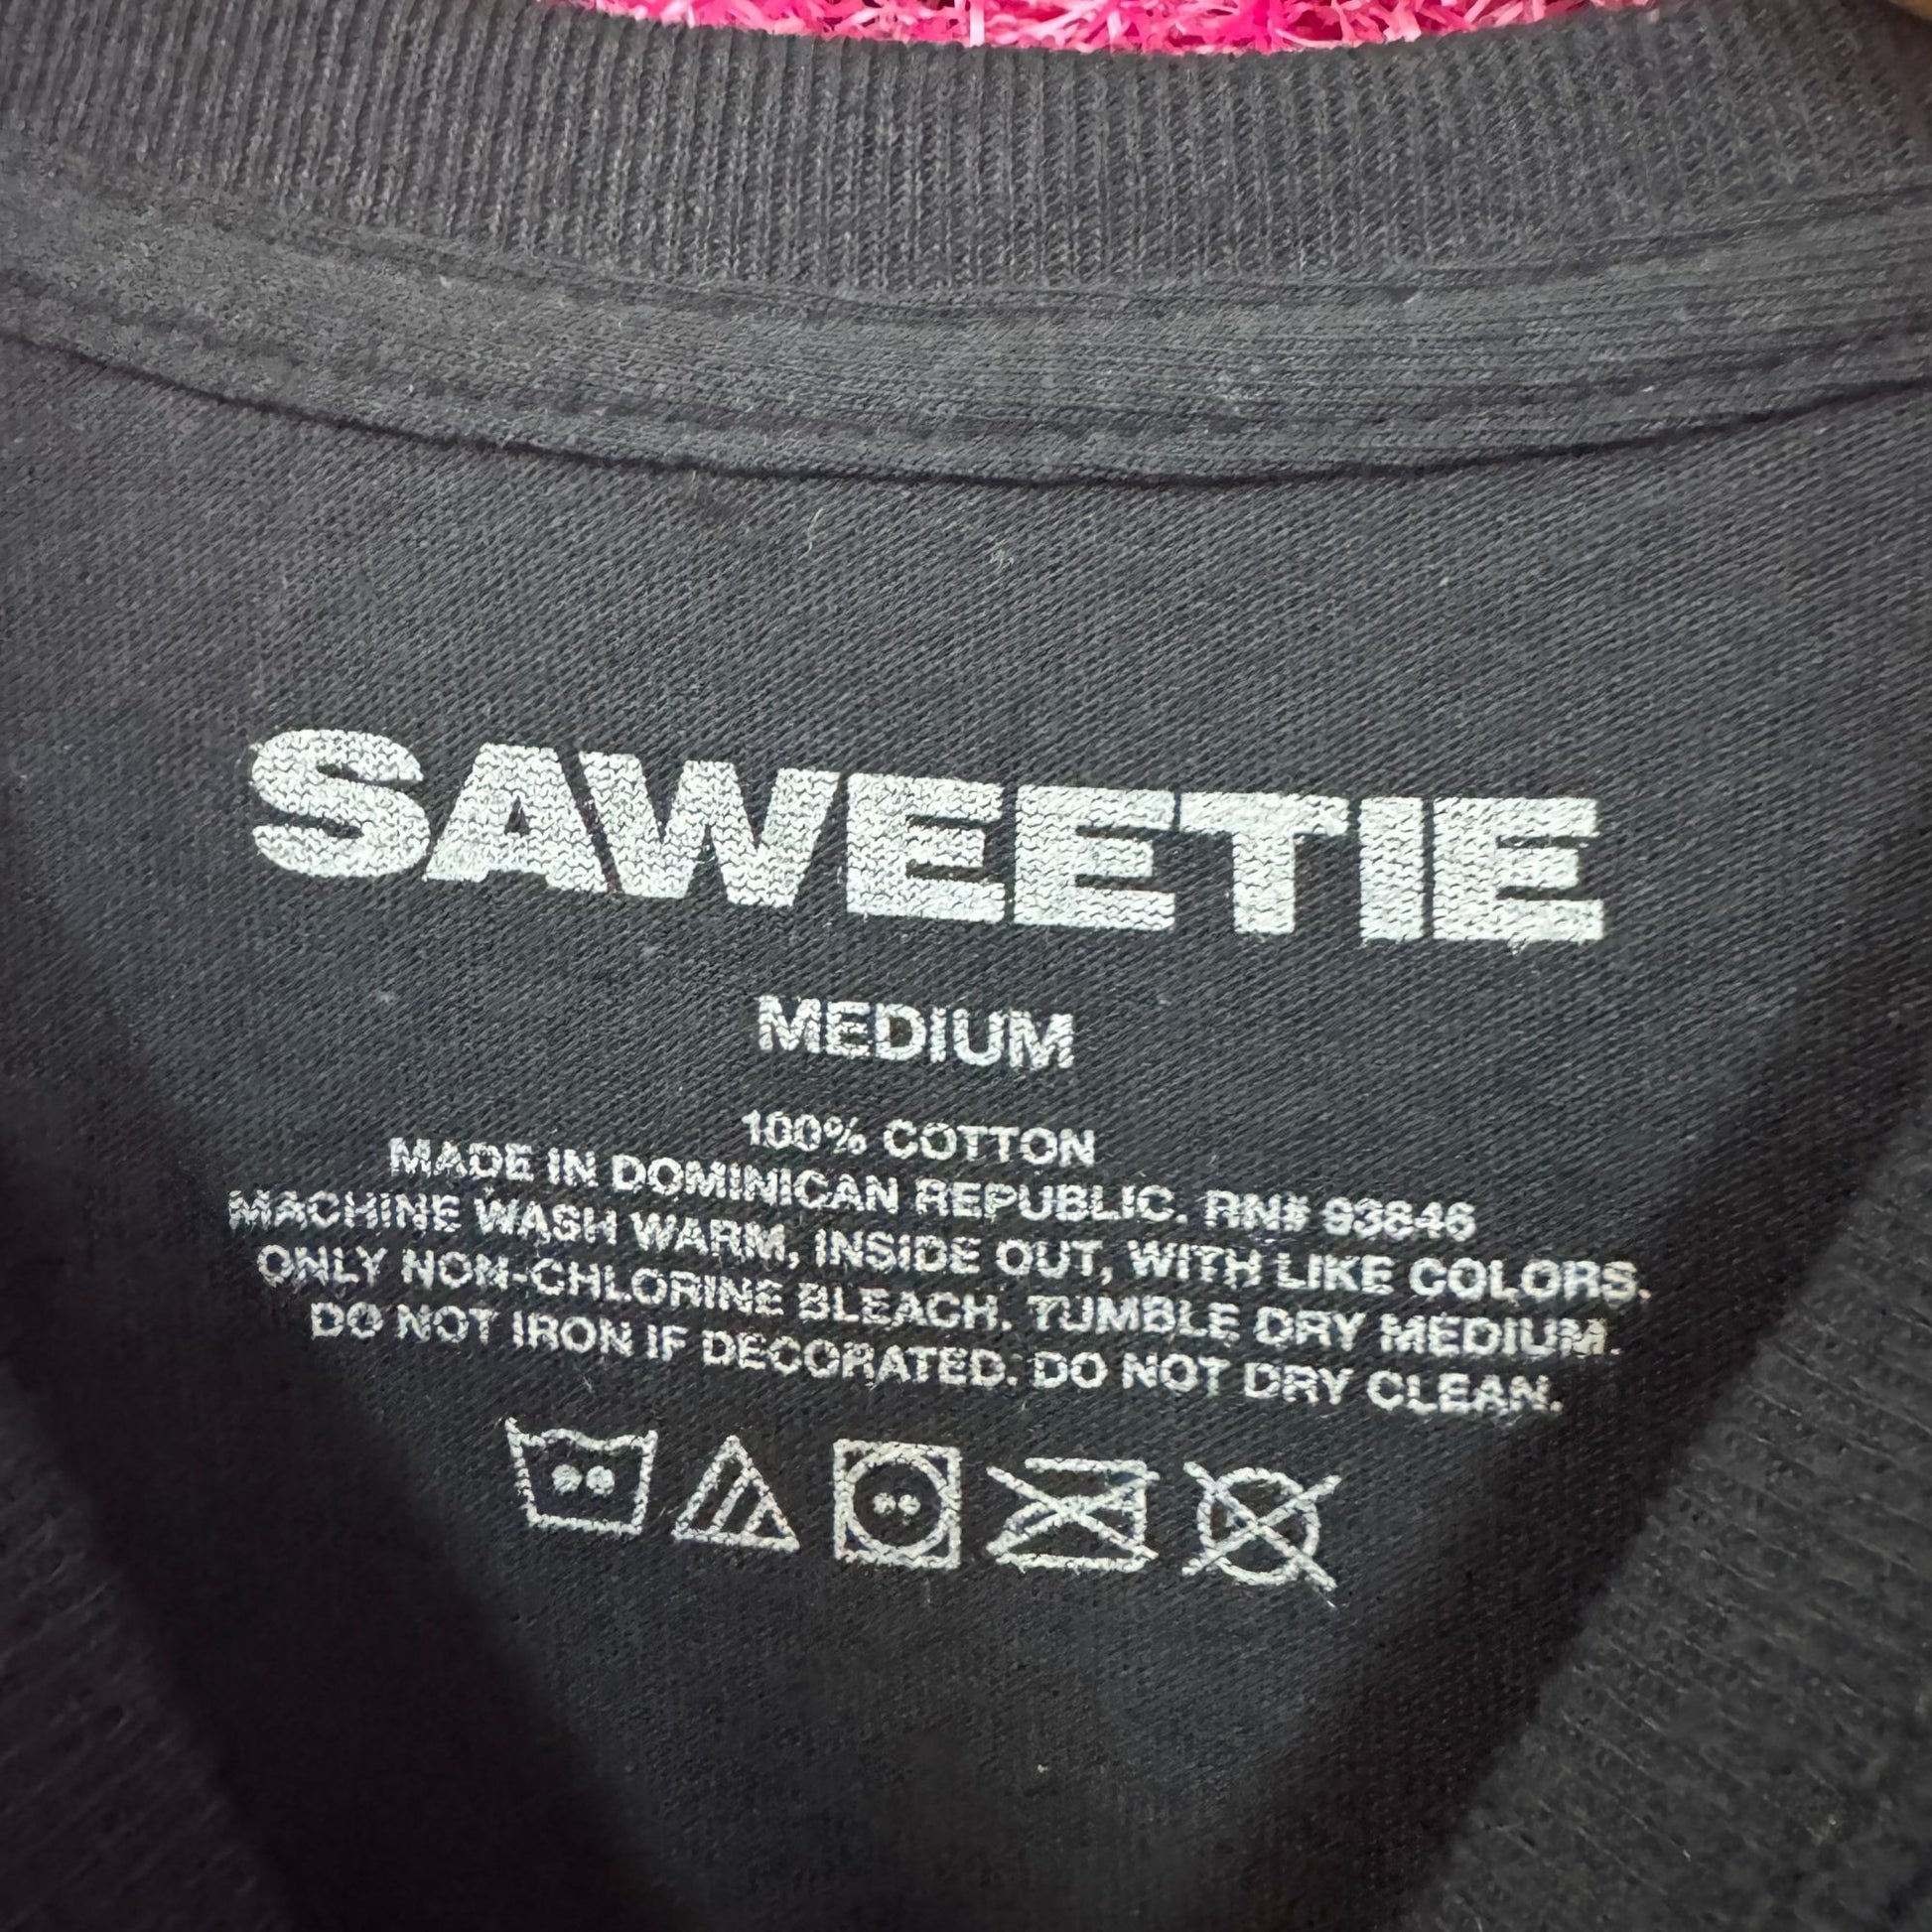 SAWEETIE
MEDIUM
100% COTTON
MADE IN DOMINICAN REPUBLIC. RN# 93846
MACHINE WASH WARM, INSIDE OUT, WITH LIKE COLORS.
ONLY NON-CHLORINE BLEACH. TUMBLE DRY MEDIUM.
DO NOT IRON IF DECORATED. DO NOT DRY CLEAN.